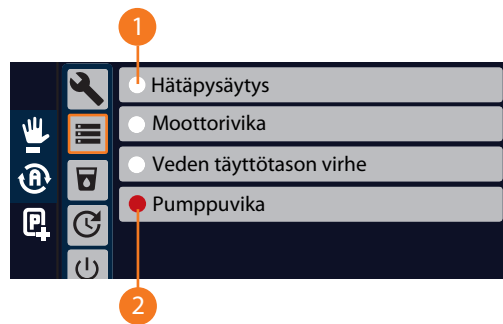 1
Hätäpysäytys
Moottorivika
Veden täyttötason virhe
A
Pumppuvika
P
2